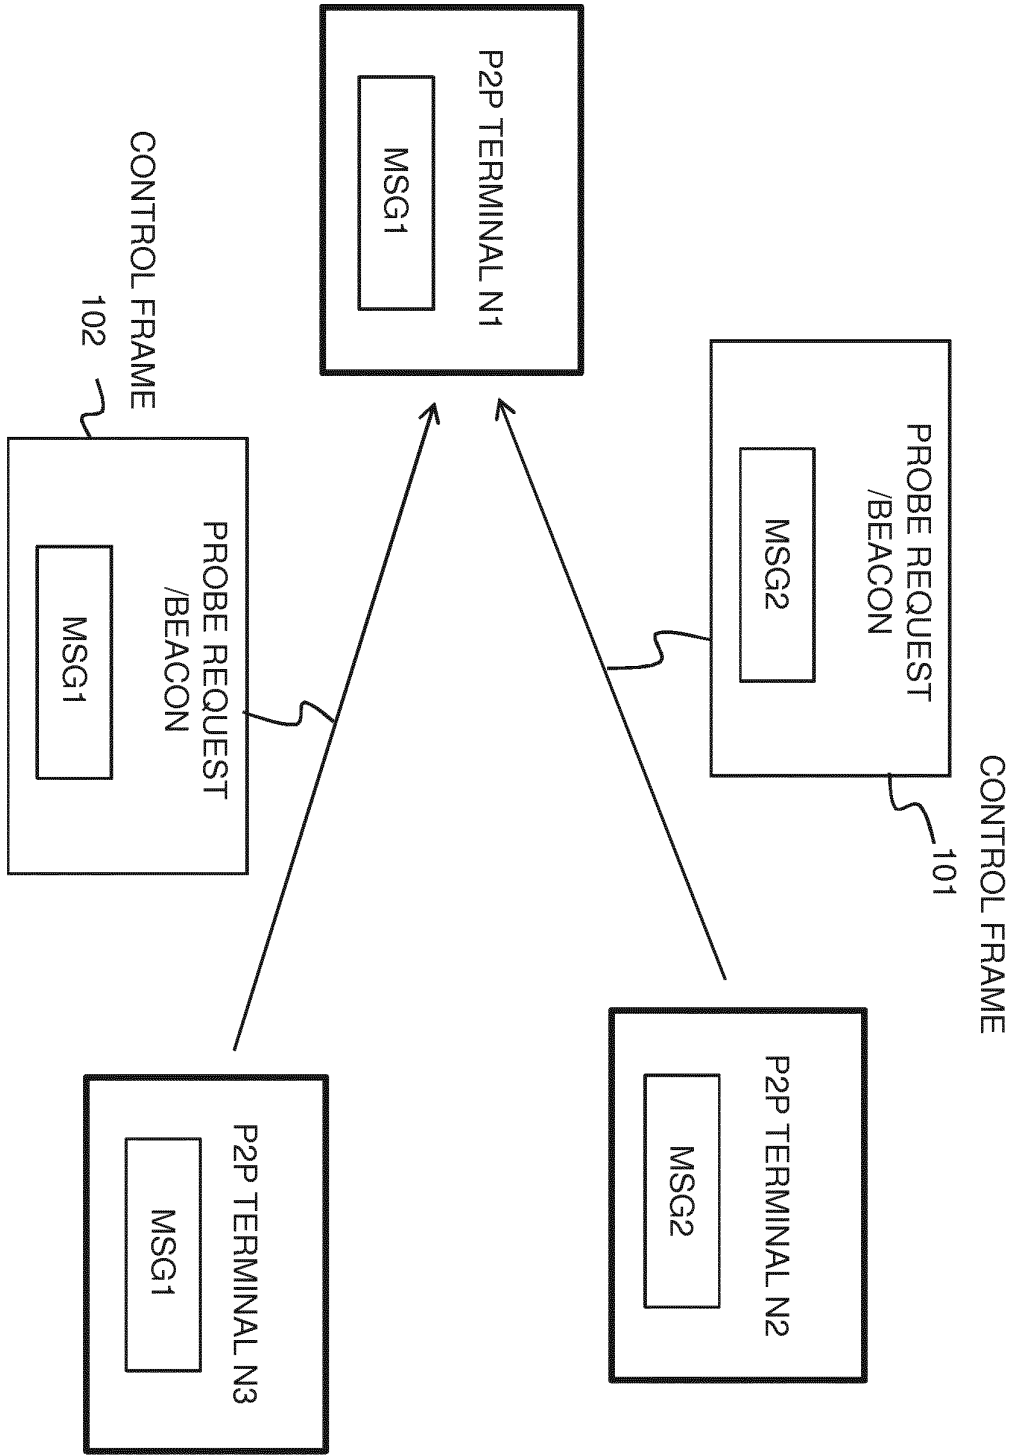 CONTROL FRAME
101
PROBE REQUEST
/BEACON
MSG2
P2P TERMINAL N1
MSG1
P2P TERMINAL N2
MSG2
CONTROL FRAME
102
PROBE REQUEST
/BEACON
MSG1
P2P TERMINAL N3
MSG1